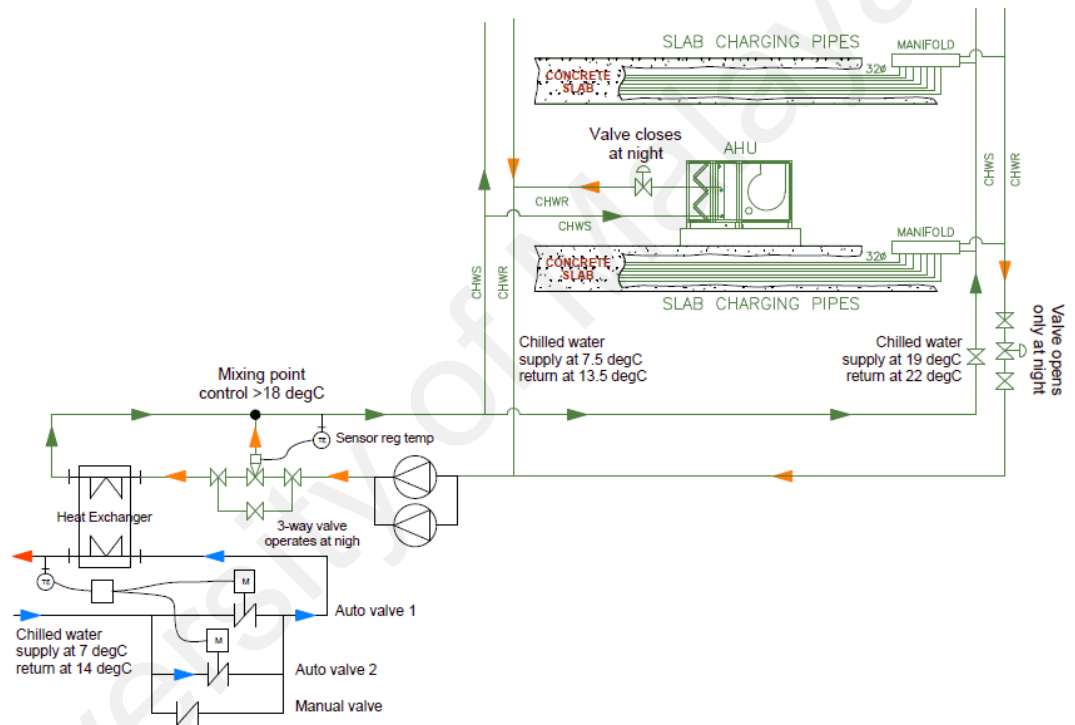 SLAB CHARGING PIPES
MANIFOLD
32ø
CONCRETE
SLAB
Valve closes
at night
AHU
CHWR
CHWS
CHWS
CHWR
CHWS
CHWR
MANIFOLD
32ø
CONCRETE
SLAB
SLAB CHARGING PIPES
Valve opens
only at night
Chilled water
supply at 7.5 degC
return at 13.5 degC
Chilled water
supply at 19 degC
return at 22 degC
Mixing point
control >18 degC
TE
Sensor reg temp
Heat Exchanger
3-way valve
operates at nigh
TE
M
Auto valve 1
M
Chilled water
supply at 7 degC
return at 14 degC
Auto valve 2
Manual valve
University of Malaya